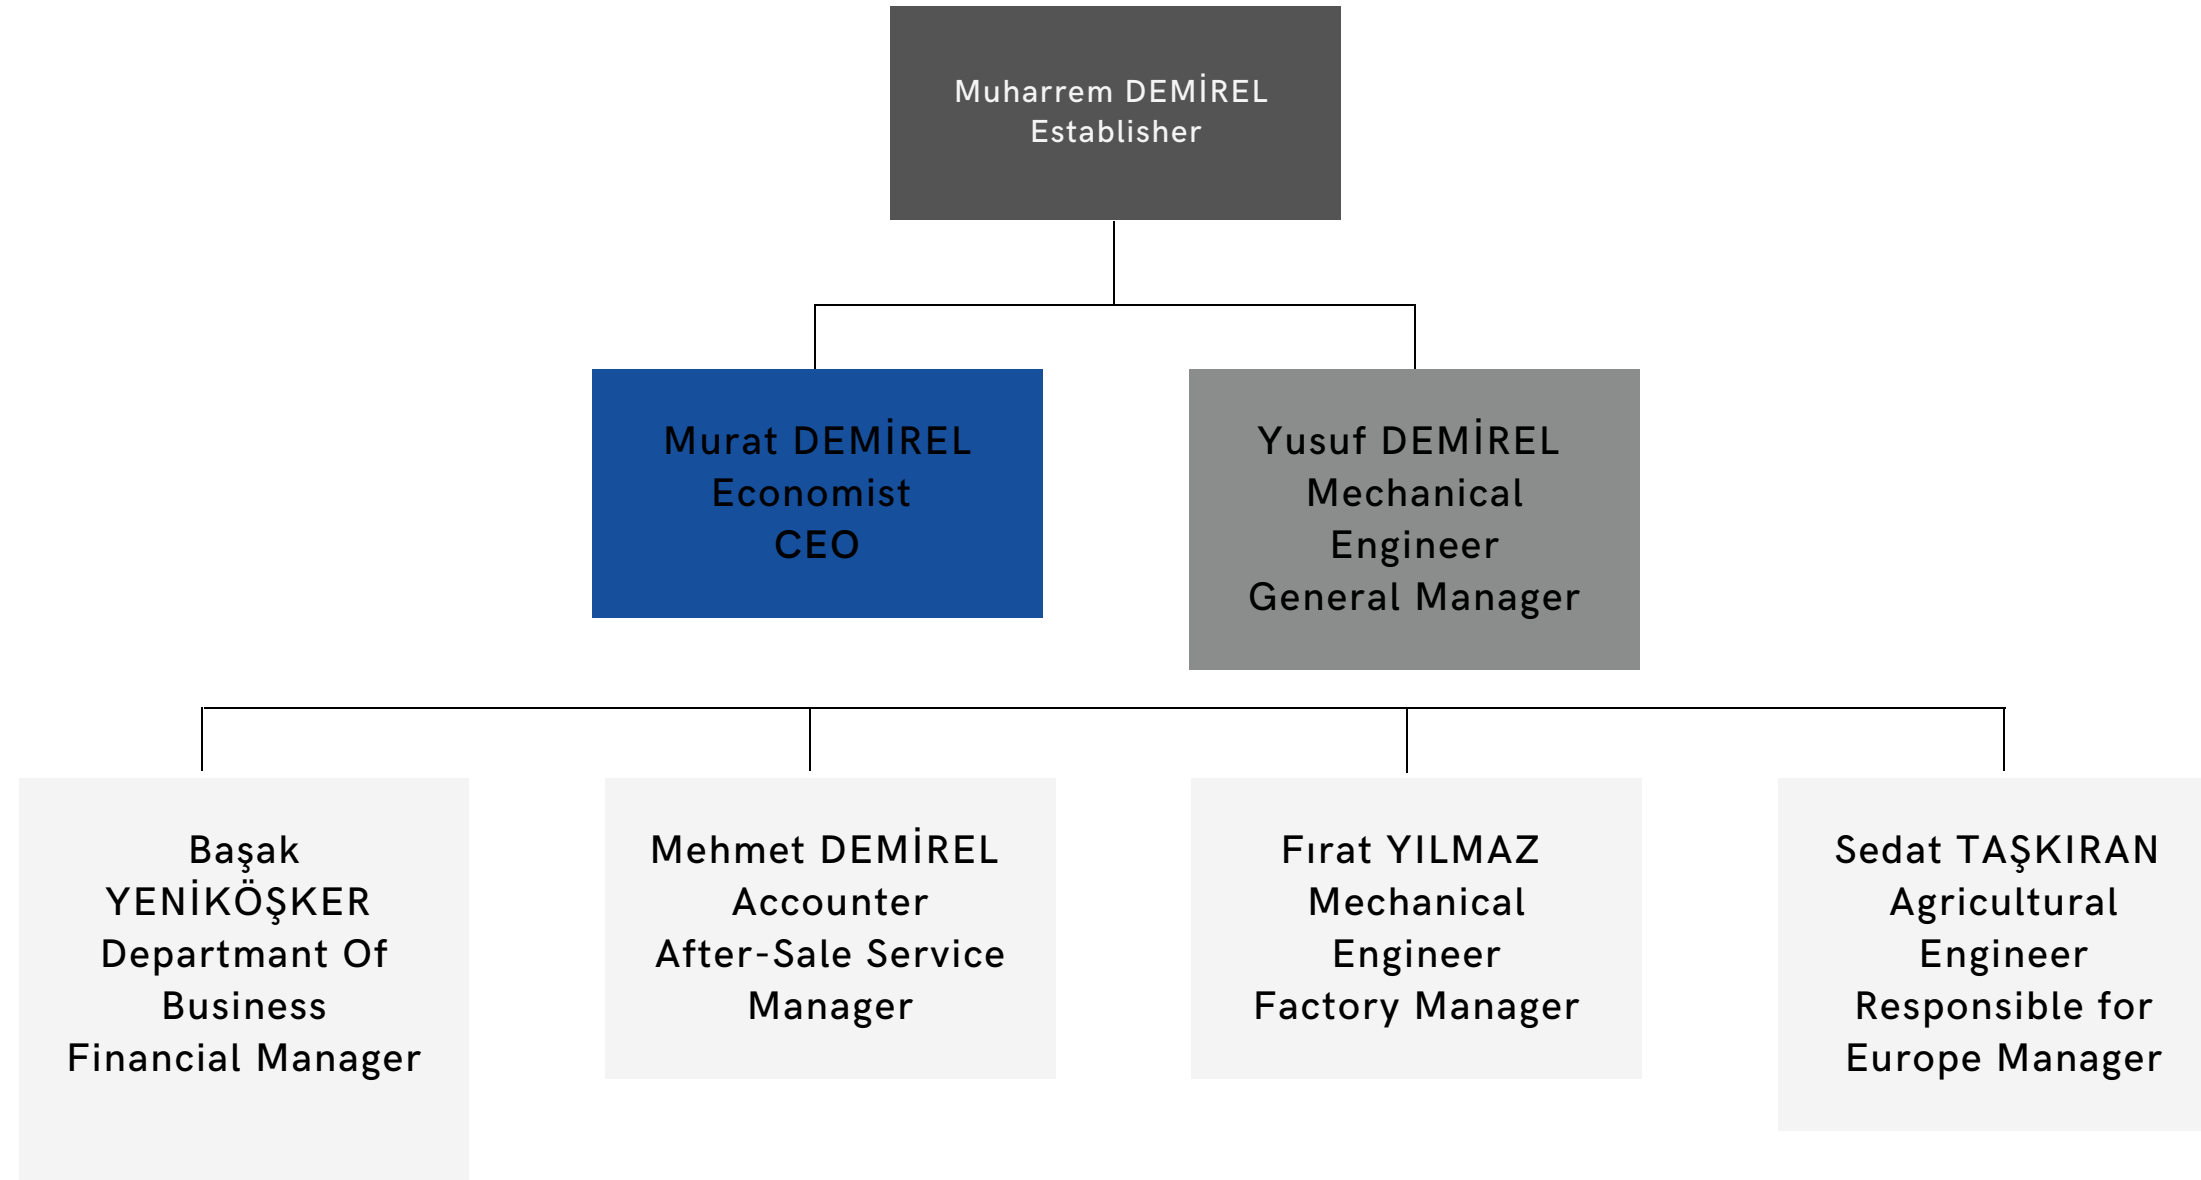 Muharrem DEMİREL
Establisher
Murat DEMİREL
Economist
CEO
Yusuf DEMİREL
Mechanical
Engineer
General Manager
Başak
YENİKÖŞKER
Departmant Of
Business
Financial Manager
Mehmet DEMİREL
Accounter
After-Sale Service
Manager
Fırat YILMAZ
Mechanical
Engineer
Factory Manager
Sedat TAŞKIRAN
Agricultural
Engineer
Responsible for
Europe Manager